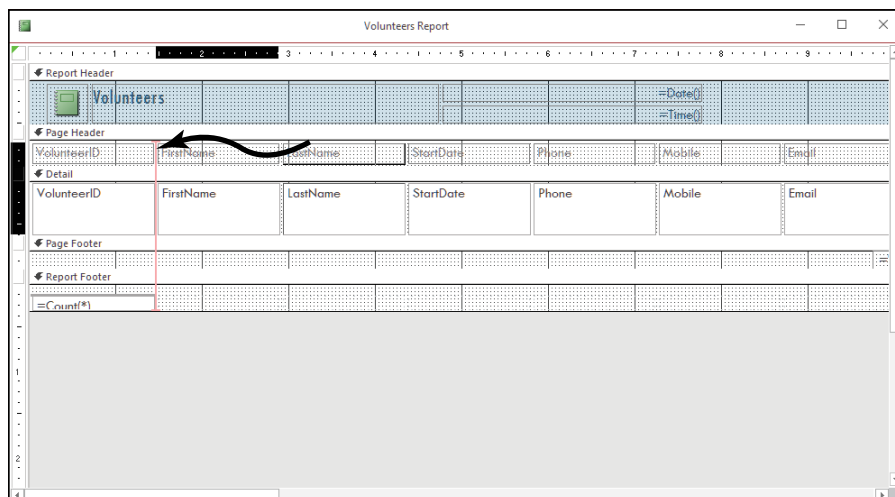 Volunteers Report
1 2 3 4 5 6 7 8 9
Report Header
Volunteers =Date()
=Time()
Page Header
VolunteerID FirstName LastName StartDate Phone Mobile Email
Detail
VolunteerID FirstName LastName StartDate Phone Mobile Email
Page Footer
=
Report Footer
=Count(*)
1
2